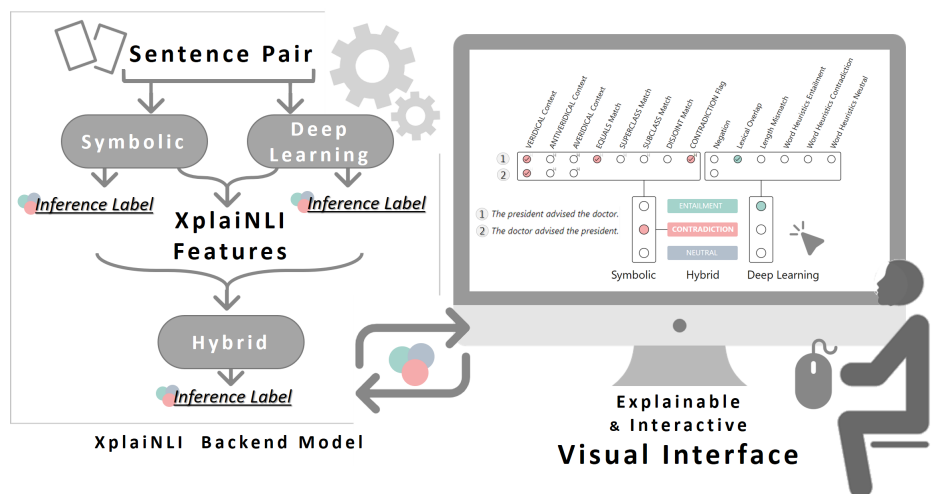 Sentence Pair
Symbolic
Deep
Learning
Inference Label
Inference Label
XplaiNLI
Features
Hybrid
Inference Label
XplaiNLI Backend Model
VERIDICAL Context
ANTIVERIDICAL Context
AVERIDICAL Context
EQUALS Match
SUPERCLASS Match
SUBCLASS Match
DISJOINT Match
CONTRADICTION Flag
Negation
Lexical Overlap
Length Mismatch
Word Heuristics Entailment
Word Heuristics Contradiction
Word Heuristics Neutral
1
2
ENTAILMENT
1 The president advised the doctor.
2 The doctor advised the president.
CONTRADICTION
NEUTRAL
Symbolic Hybrid Deep Learning
Explainable
& Interactive
Visual Interface